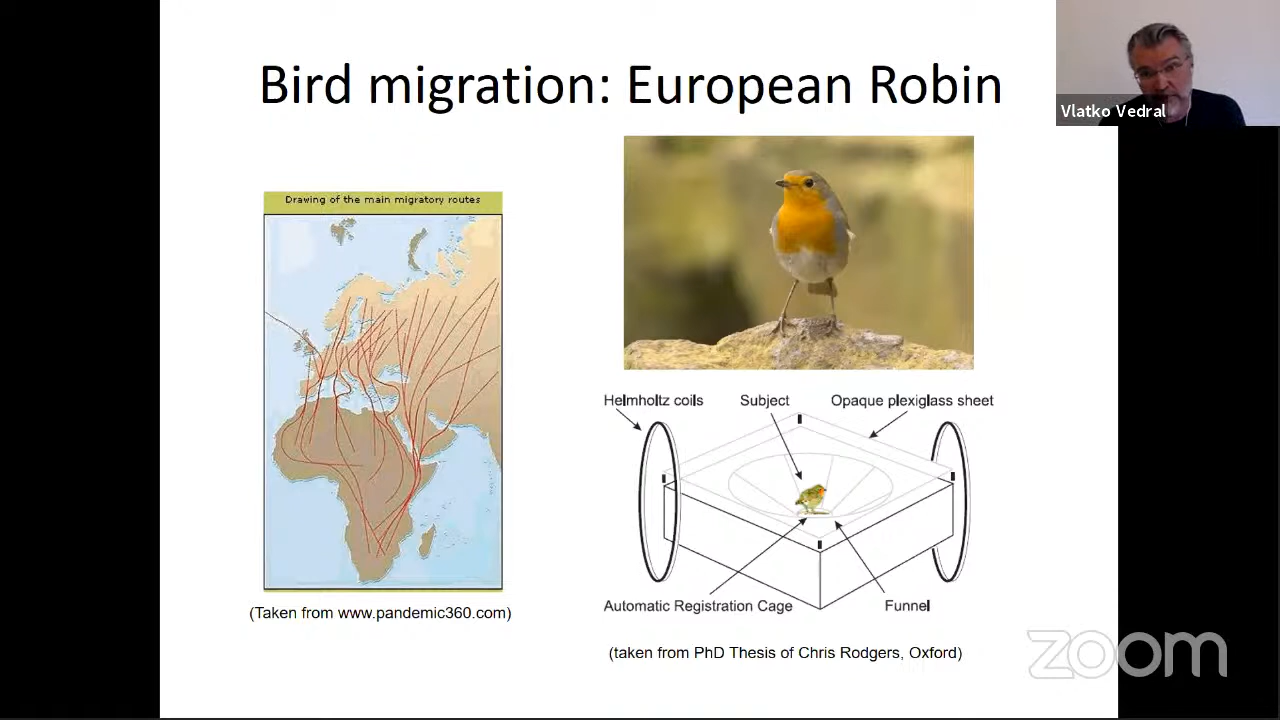 Bird migration: European Robin
Vlatko Vedral
Drawing of the main migratory routes
(Taken from www.pandemic360.com)
Helmholtz coils
Subject
Opaque plexiglass sheet
Automatic Registration Cage
Funnel
(taken from PhD Thesis of Chris Rodgers, Oxford)
zoom